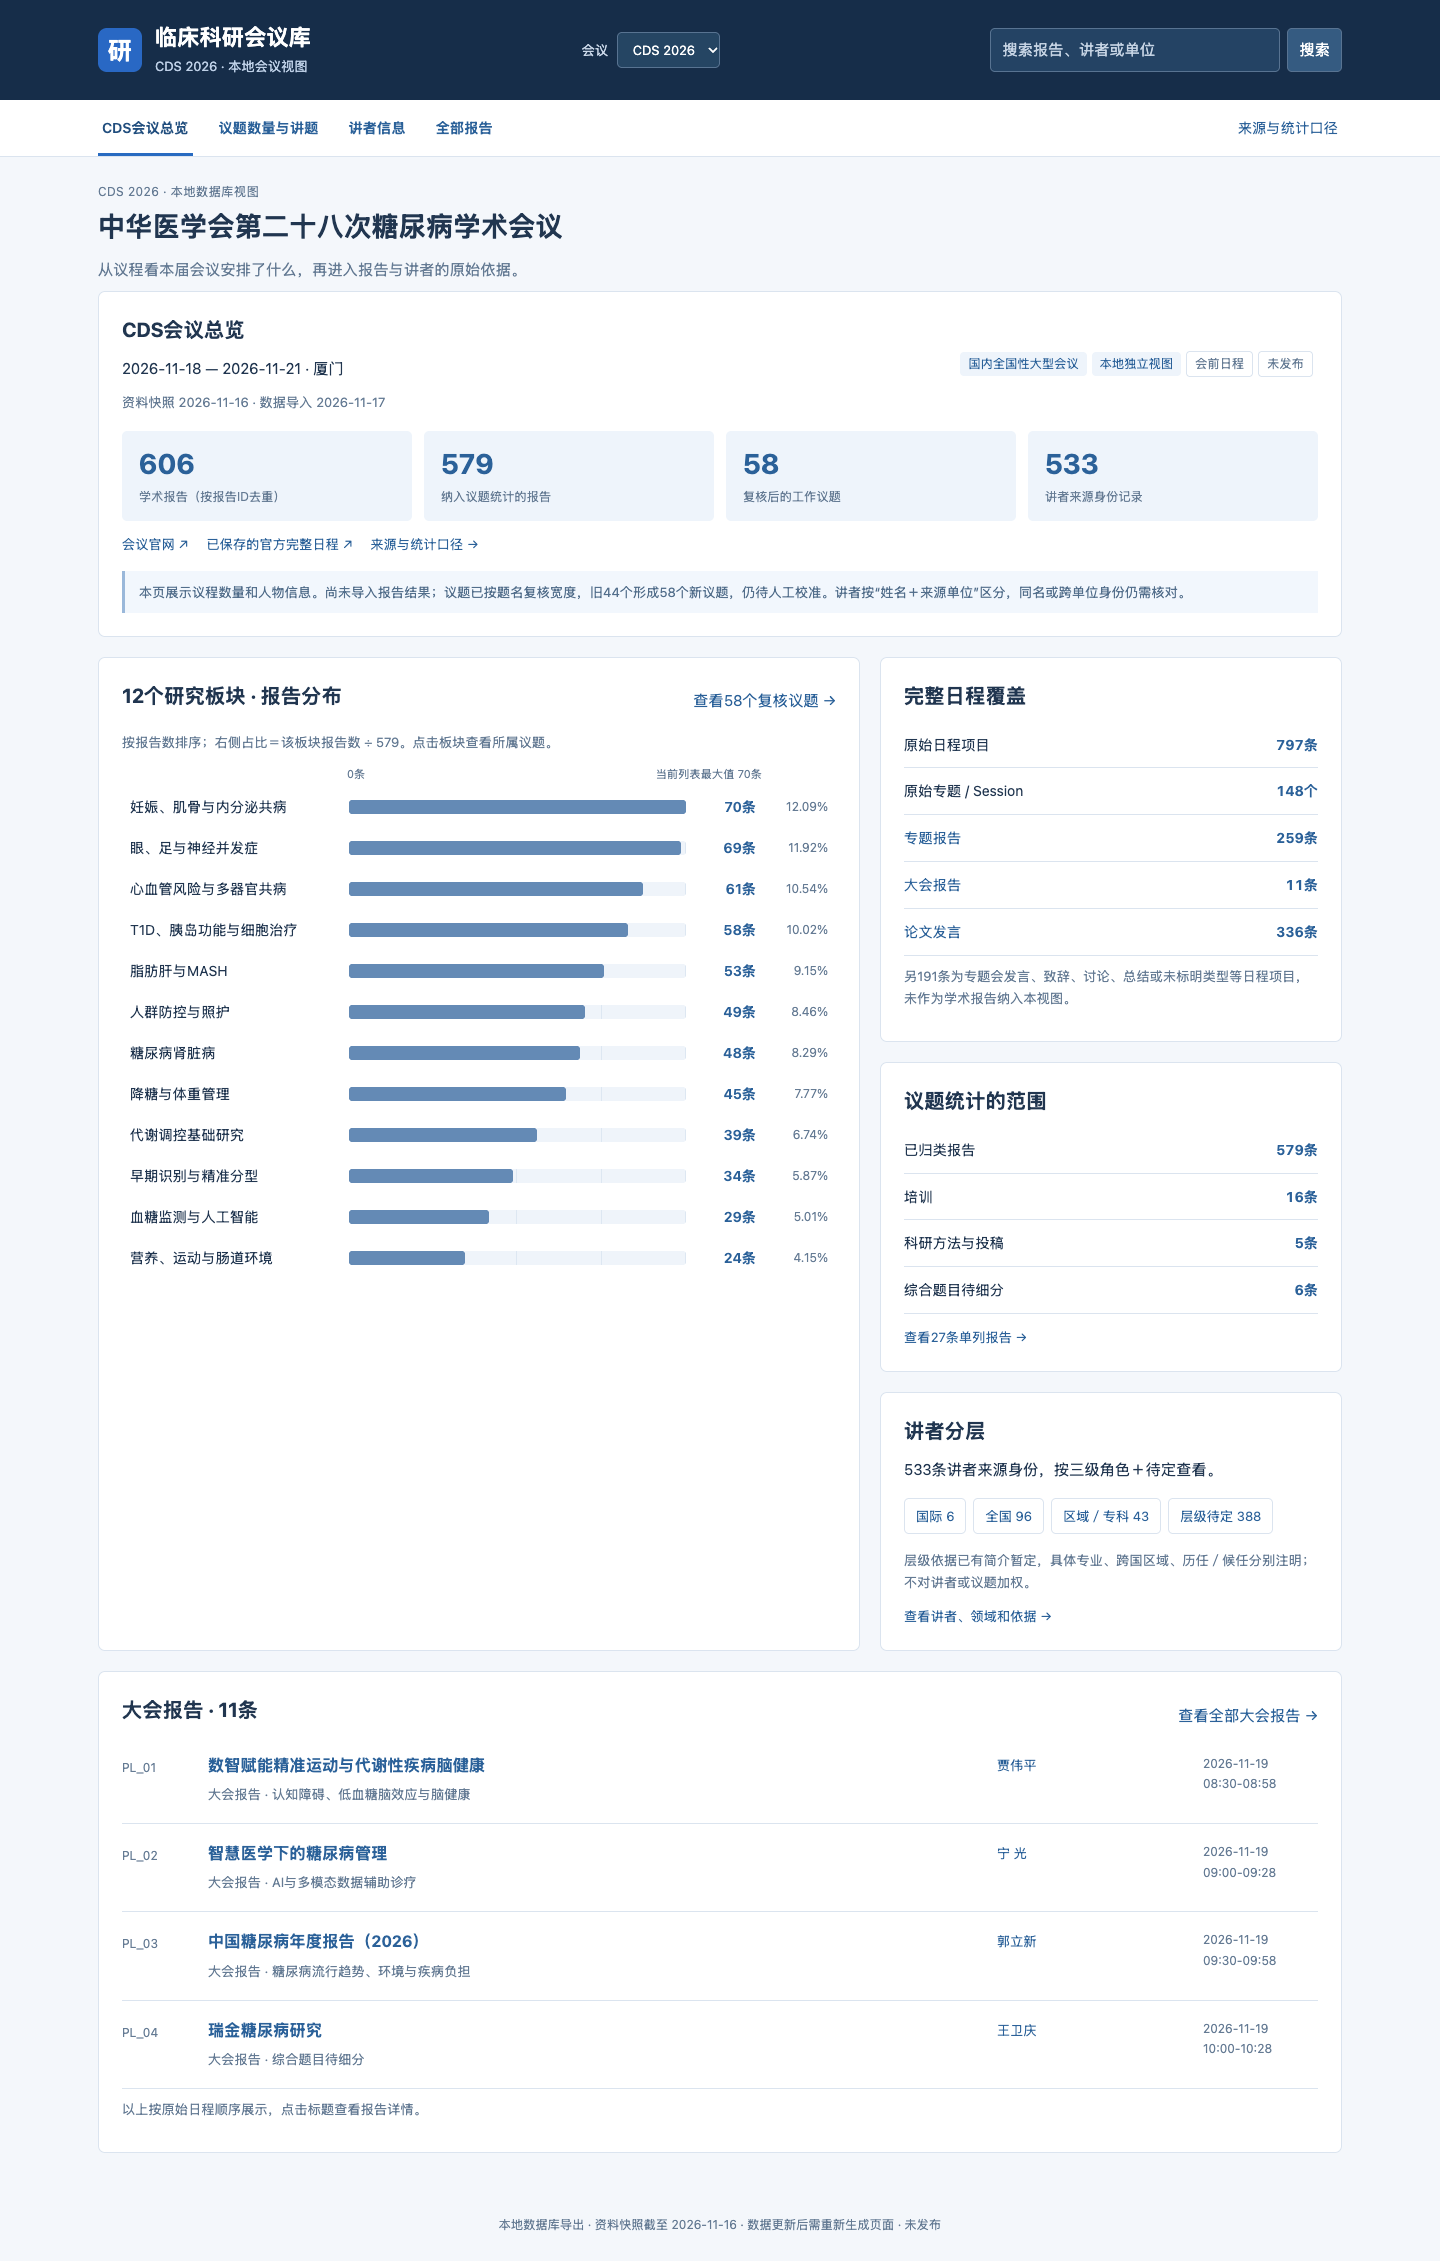 研
临床科研会议库
CDS 2026 · 本地会议视图
会议
CDS 2026
搜索报告、讲者或单位
搜索
CDS会议总览
议题数量与讲题
讲者信息
全部报告
来源与统计口径
CDS 2026 · 本地数据库视图
中华医学会第二十八次糖尿病学术会议
从议程看本届会议安排了什么，再进入报告与讲者的原始依据。
CDS会议总览
2026-11-18 — 2026-11-21 · 厦门
国内全国性大型会议
本地独立视图
会前日程
未发布
资料快照 2026-11-16 · 数据导入 2026-11-17
606
学术报告（按报告ID去重）
579
纳入议题统计的报告
58
复核后的工作议题
533
讲者来源身份记录
会议官网 ↗
已保存的官方完整日程 ↗
来源与统计口径 →
本页展示议程数量和人物信息。尚未导入报告结果；议题已按题名复核宽度，旧44个形成58个新议题，仍待人工校准。讲者按“姓名＋来源单位”区分，同名或跨单位身份仍需核对。
12个研究板块 · 报告分布
查看58个复核议题 →
按报告数排序；右侧占比＝该板块报告数 ÷ 579。点击板块查看所属议题。
0条
当前列表最大值 70条
妊娠、肌骨与内分泌共病 70条 12.09%
眼、足与神经并发症 69条 11.92%
心血管风险与多器官共病 61条 10.54%
T1D、胰岛功能与细胞治疗 58条 10.02%
脂肪肝与MASH 53条 9.15%
人群防控与照护 49条 8.46%
糖尿病肾脏病 48条 8.29%
降糖与体重管理 45条 7.77%
代谢调控基础研究 39条 6.74%
早期识别与精准分型 34条 5.87%
血糖监测与人工智能 29条 5.01%
营养、运动与肠道环境 24条 4.15%
完整日程覆盖
原始日程项目 797条
原始专题 / Session 148个
专题报告 259条
大会报告 11条
论文发言 336条
另191条为专题会发言、致辞、讨论、总结或未标明类型等日程项目，
未作为学术报告纳入本视图。
议题统计的范围
已归类报告 579条
培训 16条
科研方法与投稿 5条
综合题目待细分 6条
查看27条单列报告 →
讲者分层
533条讲者来源身份，按三级角色＋待定查看。
国际 6
全国 96
区域 / 专科 43
层级待定 388
层级依据已有简介暂定，具体专业、跨国区域、历任 / 候任分别注明；
不对讲者或议题加权。
查看讲者、领域和依据 →
大会报告 · 11条
查看全部大会报告 →
PL_01
数智赋能精准运动与代谢性疾病脑健康
大会报告 · 认知障碍、低血糖脑效应与脑健康
贾伟平
2026-11-19
08:30-08:58
PL_02
智慧医学下的糖尿病管理
大会报告 · AI与多模态数据辅助诊疗
宁 光
2026-11-19
09:00-09:28
PL_03
中国糖尿病年度报告（2026）
大会报告 · 糖尿病流行趋势、环境与疾病负担
郭立新
2026-11-19
09:30-09:58
PL_04
瑞金糖尿病研究
大会报告 · 综合题目待细分
王卫庆
2026-11-19
10:00-10:28
以上按原始日程顺序展示，点击标题查看报告详情。
本地数据库导出 · 资料快照截至 2026-11-16 · 数据更新后需重新生成页面 · 未发布